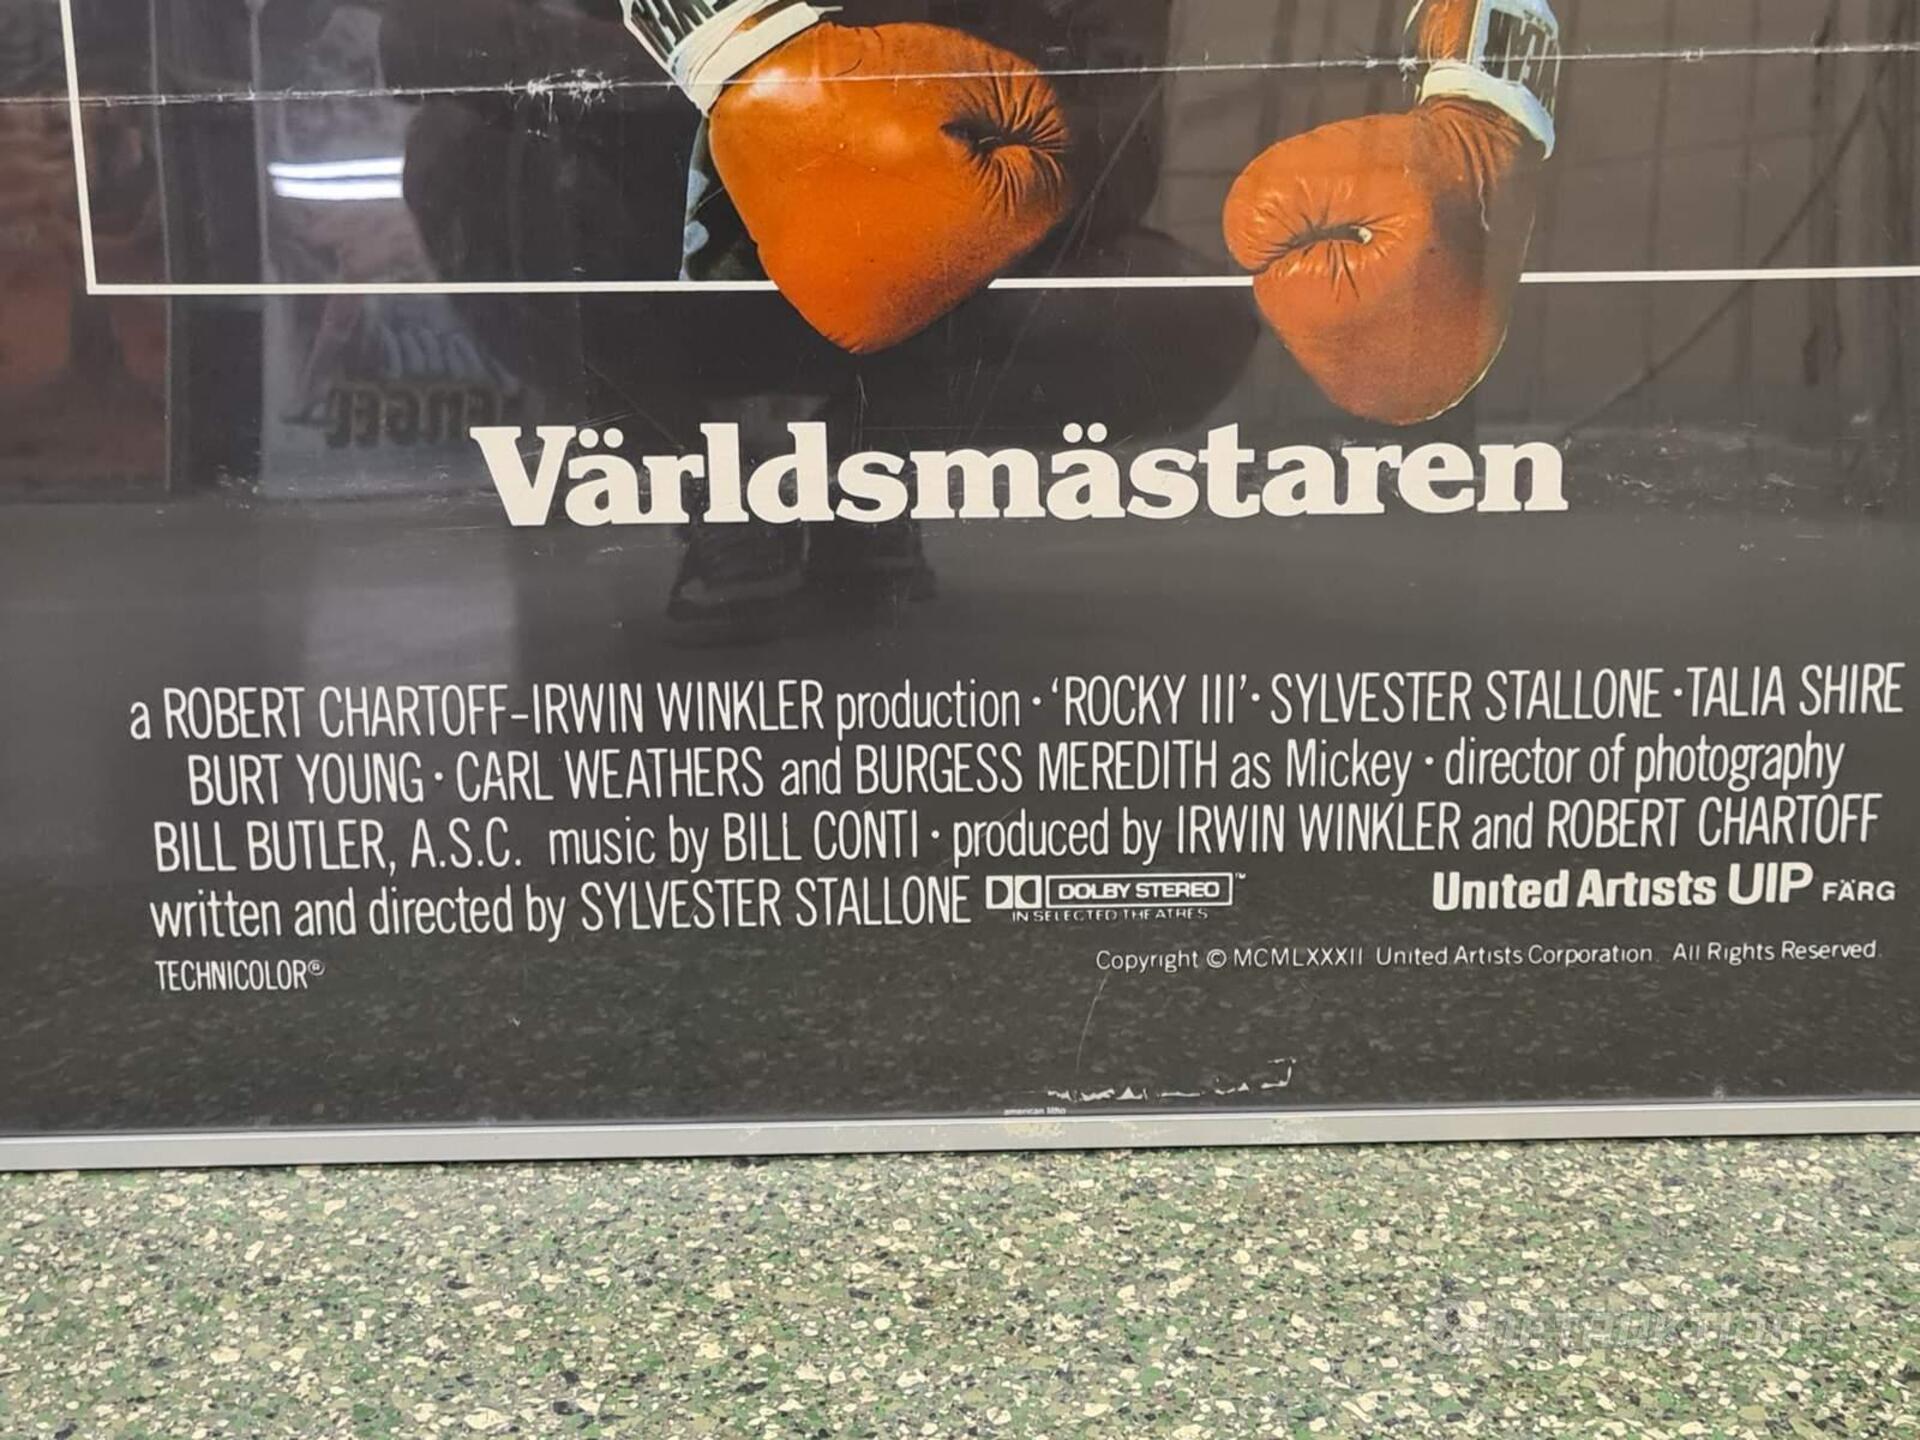 Världsmästaren
a ROBERT CHARTOFF-IRWIN WINKLER production · 'ROCKY III' · SYLVESTER STALLONE · TALIA SHIRE
BURT YOUNG · CARL WEATHERS and BURGESS MEREDITH as Mickey · director of photography
BILL BUTLER, A.S.C. music by BILL CONTI · produced by IRWIN WINKLER and ROBERT CHARTOFF
written and directed by SYLVESTER STALLONE DOLBY STEREO ™
IN SELECTED THEATRES
United Artists UIP FÄRG
TECHNICOLOR®
Copyright © MCMLXXXII United Artists Corporation. All Rights Reserved.
american litho